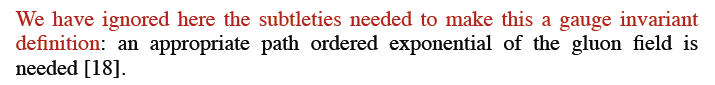 We have ignored here the subtleties needed to make this a gauge invariant
definition: an appropriate path ordered exponential of the gluon field is
needed [18].